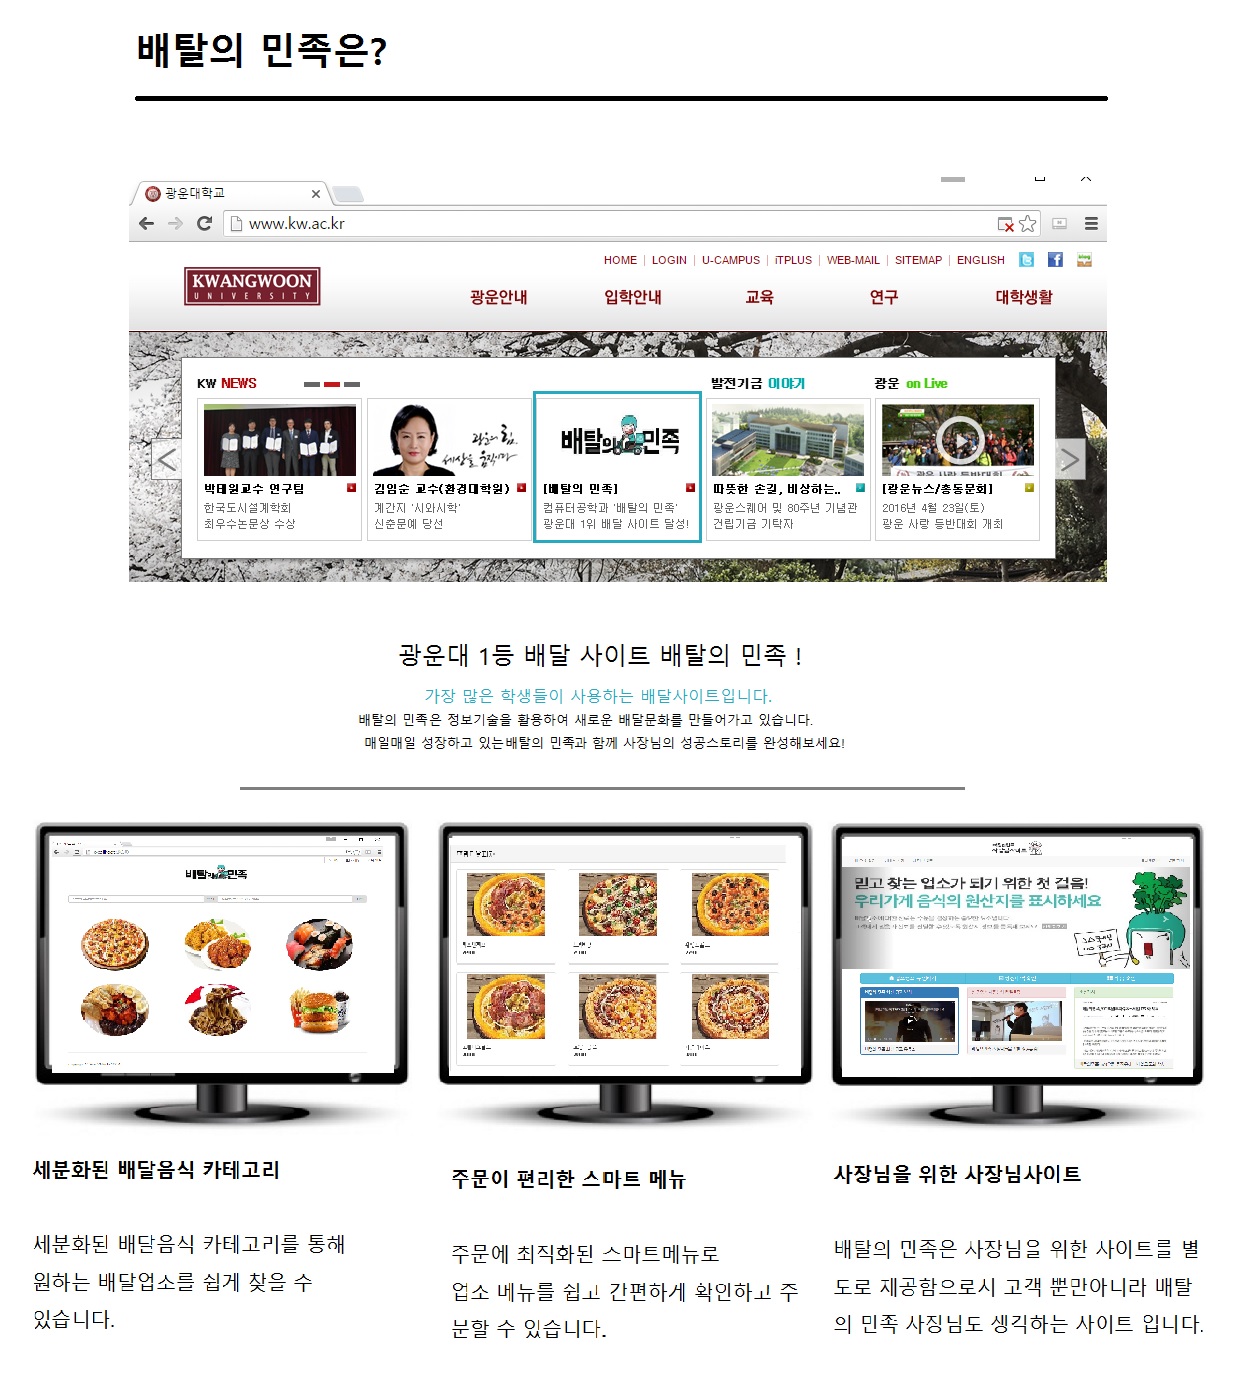 배탈의 민족은?
광운대학교
www.kw.ac.kr
HOME | LOGIN | U-CAMPUS | iTPLUS | WEB-MAIL | SITEMAP | ENGLISH
KWANGWOON
UNIVERSITY
광운안내 입학안내 교육 연구 대학생활
KW NEWS 발전기금 이야기 광운 on Live
광운의 힘,
세상을 움직이다
배탈의민족
박태원교수 연구팀
한국도시설계학회
최우수논문상 수상
김임순 교수(환경대학원)
계간지 '시와시학'
신춘문예 당선
[배탈의 민족]
컴퓨터공학과 '배탈의 민족'
광운대 1위 배달 사이트 달성!
따뜻한 손길, 비상하는..
광운스퀘어 및 80주년 기념관
건립기금 기탁자
[광운뉴스/총동문회]
2016년 4월 23일(토)
광운 사랑 등반대회 개최
광운대 1등 배달 사이트 배탈의 민족 !
가장 많은 학생들이 사용하는 배달사이트입니다.
배탈의 민족은 정보기술을 활용하여 새로운 배달문화를 만들어가고 있습니다.
매일매일 성장하고 있는배탈의 민족과 함께 사장님의 성공스토리를 완성해보세요!
배탈의민족
믿고 찾는 업소가 되기 위한 첫 걸음!
우리가게 음식의 원산지를 표시하세요
세분화된 배달음식 카테고리
세분화된 배달음식 카테고리를 통해
원하는 배달업소를 쉽게 찾을 수
있습니다.
주문이 편리한 스마트 메뉴
주문에 최적화된 스마트메뉴로
업소 메뉴를 쉽고 간편하게 확인하고 주
문할 수 있습니다.
사장님을 위한 사장님사이트
배탈의 민족은 사장님을 위한 사이트를 별
도로 제공함으로시 고객 뿐만아니라 배탈
의 민족 사장님도 생각하는 사이트 입니다.